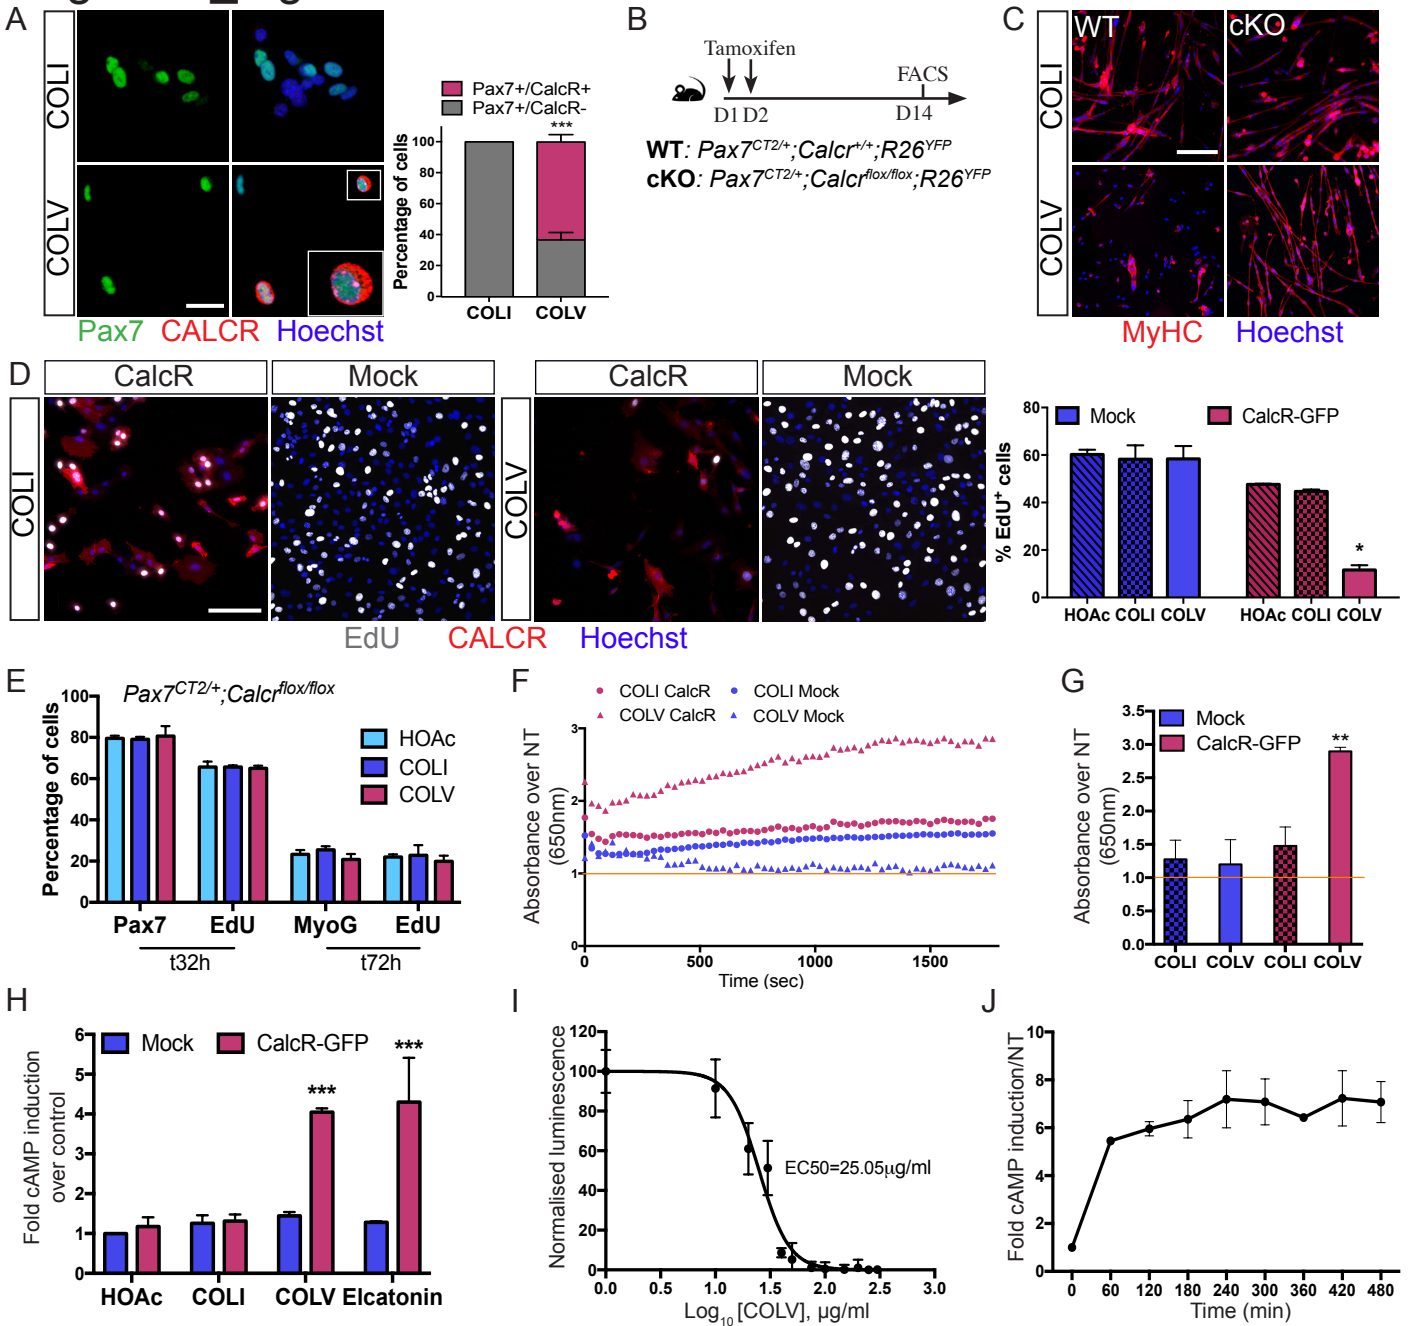 A
COLI
COLV
Pax7 CALCR Hoechst
Pax7+/CalcR+
Pax7+/CalcR-
***
Percentage of cells
100
80
60
40
20
0
COLI COLV
B
Tamoxifen
FACS
D1 D2
D14
WT: Pax7CT2/+;Calcr+/+;R26YFP
cKO: Pax7CT2/+;Calcrflox/flox;R26YFP
C
WT cKO
COLI
COLV
MyHC Hoechst
D
CalcR Mock CalcR Mock
COLI
COLV
EdU CALCR Hoechst
Mock CalcR-GFP
% EdU+ cells
80
60
40
20
0
*
HOAc COLI COLV HOAc COLI COLV
E
Pax7CT2/+;Calcrflox/flox
Percentage of cells
100
80
60
40
20
0
HOAc
COLI
COLV
Pax7 EdU MyoG EdU
t32h t72h
F
COLI CalcR COLI Mock
COLV CalcR COLV Mock
Absorbance over NT
(650nm)
3
2
1
0
0 500 1000 1500
Time (sec)
G
Mock
CalcR-GFP
**
Absorbance over NT
(650nm)
3.5
3.0
2.5
2.0
1.5
1.0
0.5
0.0
COLI COLV COLI COLV
H
Mock CalcR-GFP
*** ***
Fold cAMP induction
over control
6
5
4
3
2
1
0
HOAc COLI COLV Elcatonin
I
Normalised luminescence
120
100
80
60
40
20
0
EC50=25.05µg/ml
0.0 0.5 1.0 1.5 2.0 2.5 3.0
Log10 [COLV], µg/ml
J
Fold cAMP induction/NT
10
8
6
4
2
0
0 60 120 180 240 300 360 420 480
Time (min)